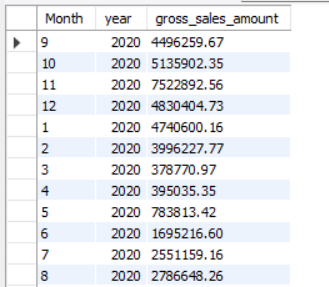 Month year gross_sales_amount
9 2020 4496259.67
10 2020 5135902.35
11 2020 7522892.56
12 2020 4830404.73
1 2020 4740600.16
2 2020 3996227.77
3 2020 378770.97
4 2020 395035.35
5 2020 783813.42
6 2020 1695216.60
7 2020 2551159.16
8 2020 2786648.26